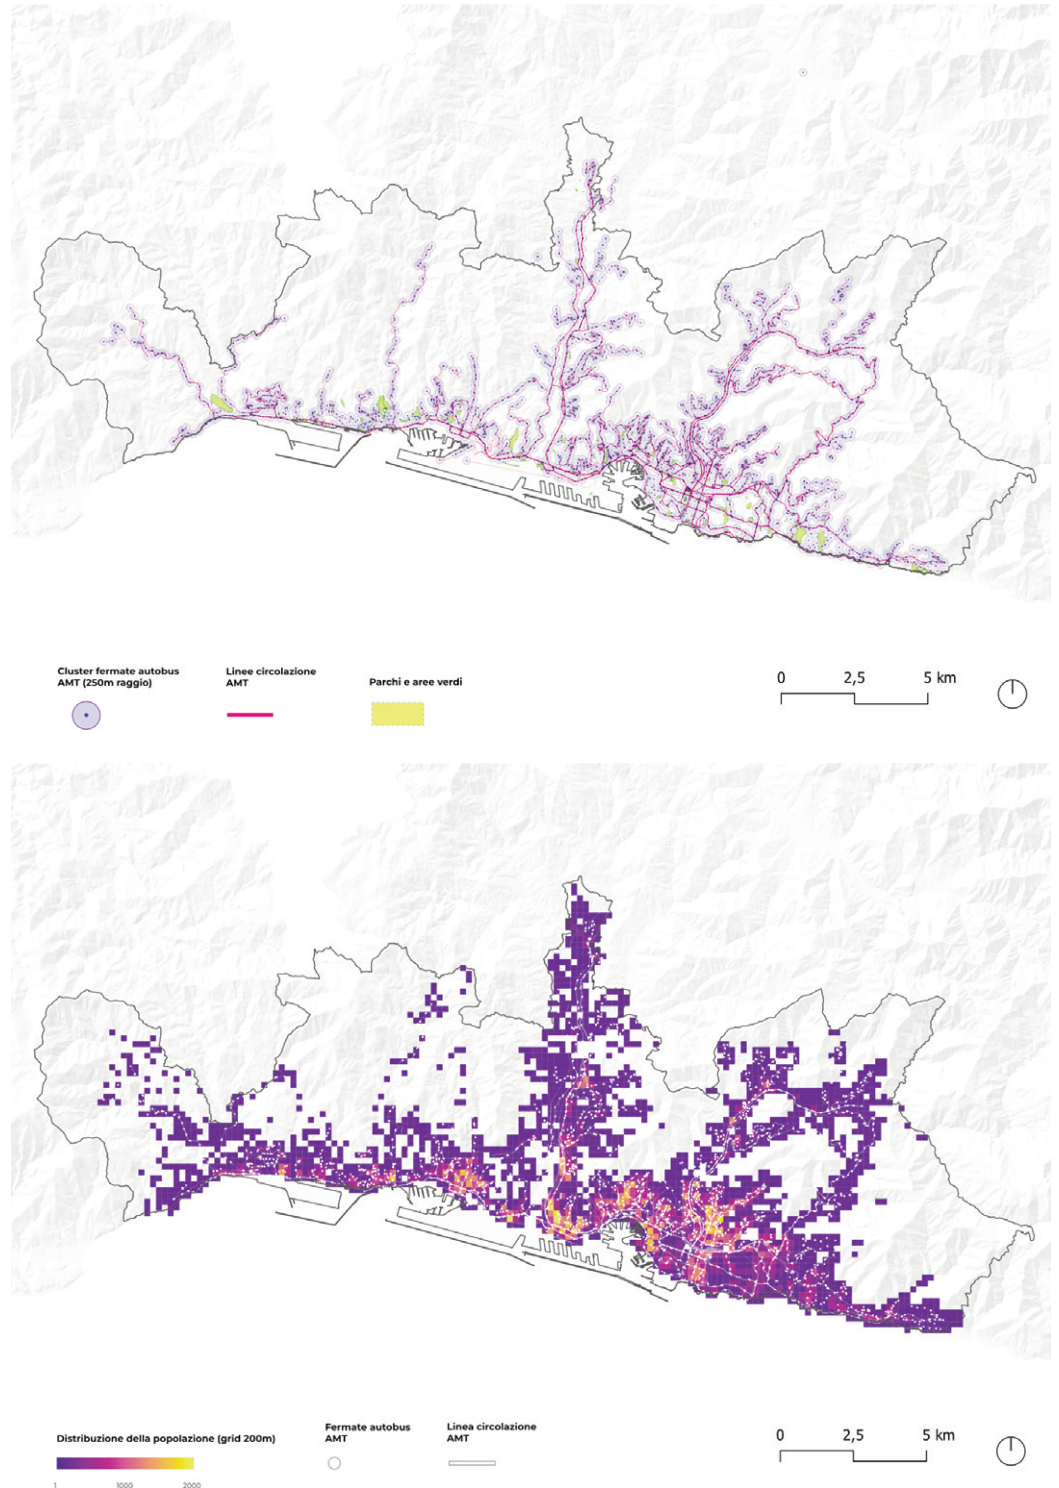 Cluster fermate autobus
AMT (250m raggio)
Linee circolazione
AMT
Parchi e aree verdi
0 2,5 5 km
Distribuzione della popolazione (grid 200m)
1 1000 2000
Fermate autobus
AMT
Linea circolazione
AMT
0 2,5 5 km